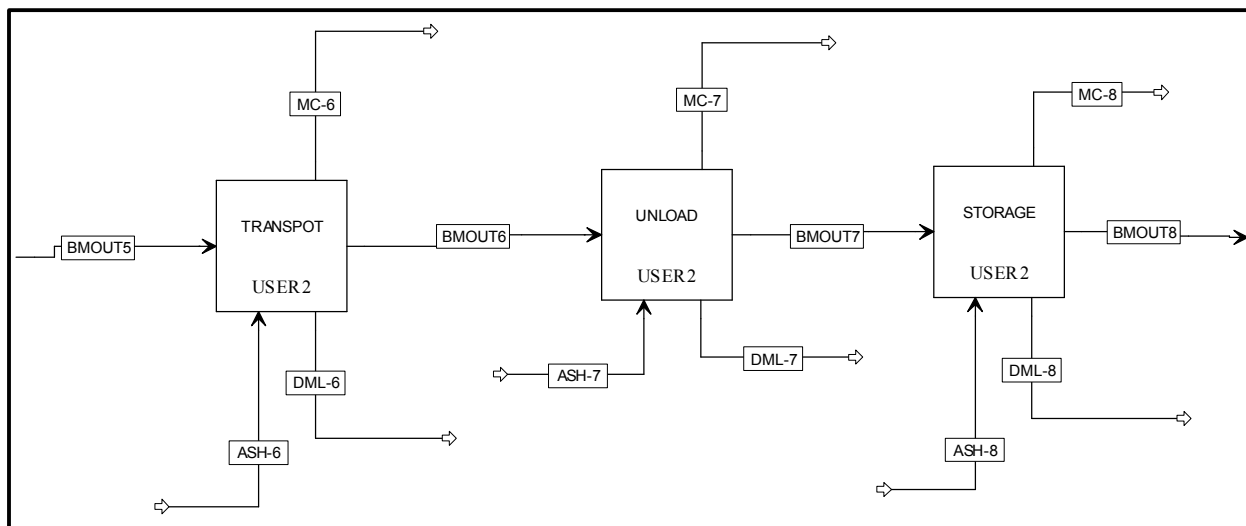 MC-6
MC-7
MC-8
TRANSPOT
UNLOAD
STORAGE
BMOUT5
BMOUT6
BMOUT7
BMOUT8
USER2
USER2
USER2
DML-6
ASH-7
DML-7
DML-8
ASH-6
ASH-8